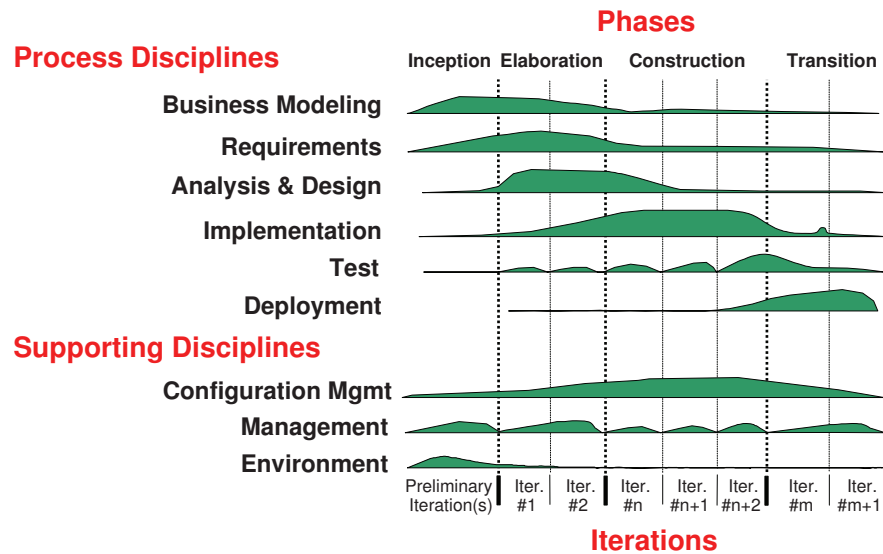 Phases
Process Disciplines
Inception Elaboration Construction Transition
Business Modeling
Requirements
Analysis & Design
Implementation
Test
Deployment
Supporting Disciplines
Configuration Mgmt
Management
Environment
Preliminary Iter. Iter. Iter. Iter. Iter. Iter. Iter.
Iteration(s) #1 #2 #n #n+1 #n+2 #m #m+1
Iterations